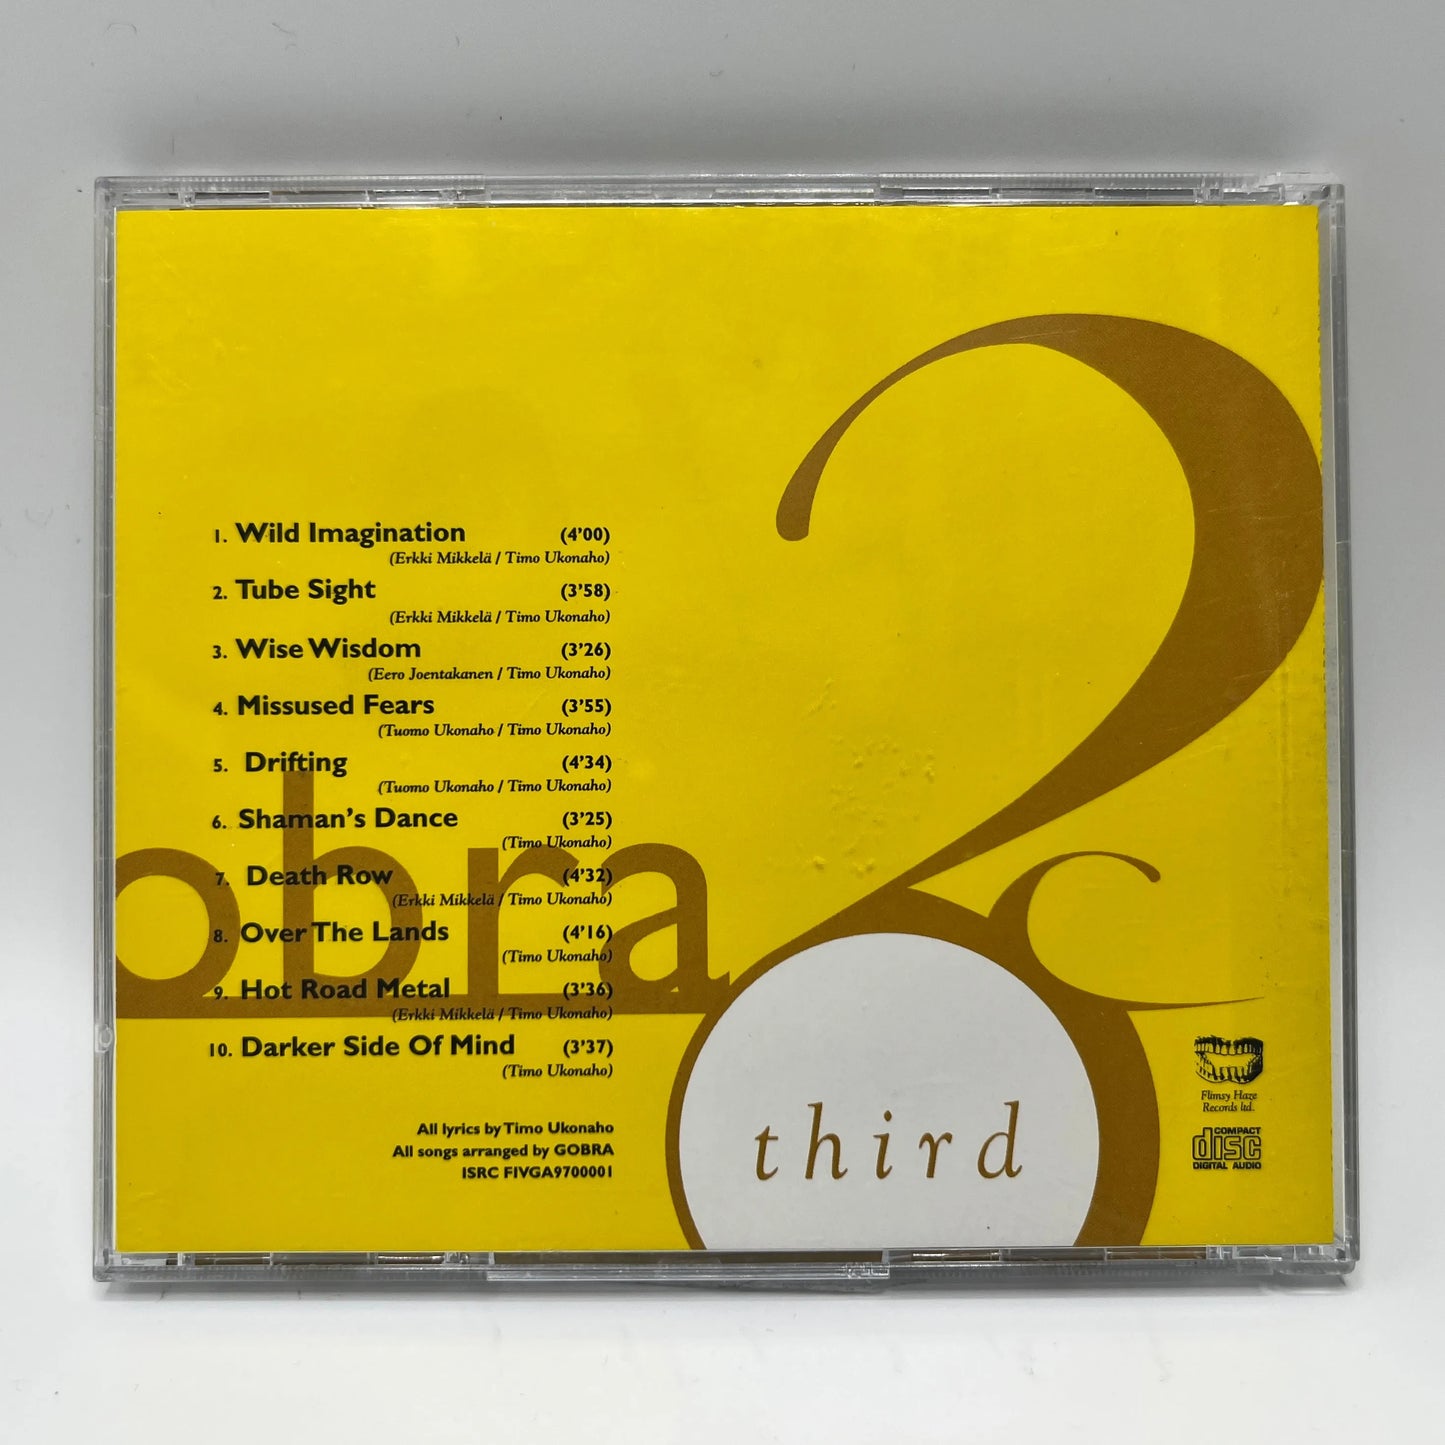 1. Wild Imagination (4'00)
(Erkki Mikkelä / Timo Ukonaho)
2. Tube Sight (3'58)
(Erkki Mikkelä / Timo Ukonaho)
3. Wise Wisdom (3'26)
(Eero Joentakanen / Timo Ukonaho)
4. Missused Fears (3'55)
(Tuomo Ukonaho / Timo Ukonaho)
5. Drifting (4'34)
(Tuomo Ukonaho / Timo Ukonaho)
6. Shaman's Dance (3'25)
(Timo Ukonaho)
7. Death Row (4'32)
(Erkki Mikkelä / Timo Ukonaho)
8. Over The Lands (4'16)
(Timo Ukonaho)
9. Hot Road Metal (3'36)
(Erkki Mikkelä / Timo Ukonaho)
10. Darker Side Of Mind (3'37)
(Timo Ukonaho)
All lyrics by Timo Ukonaho
All songs arranged by GOBRA
ISRC FIVGA9700001
obra
third
Flimsy Haze
Records ltd.
COMPACT
disc
DIGITAL AUDIO